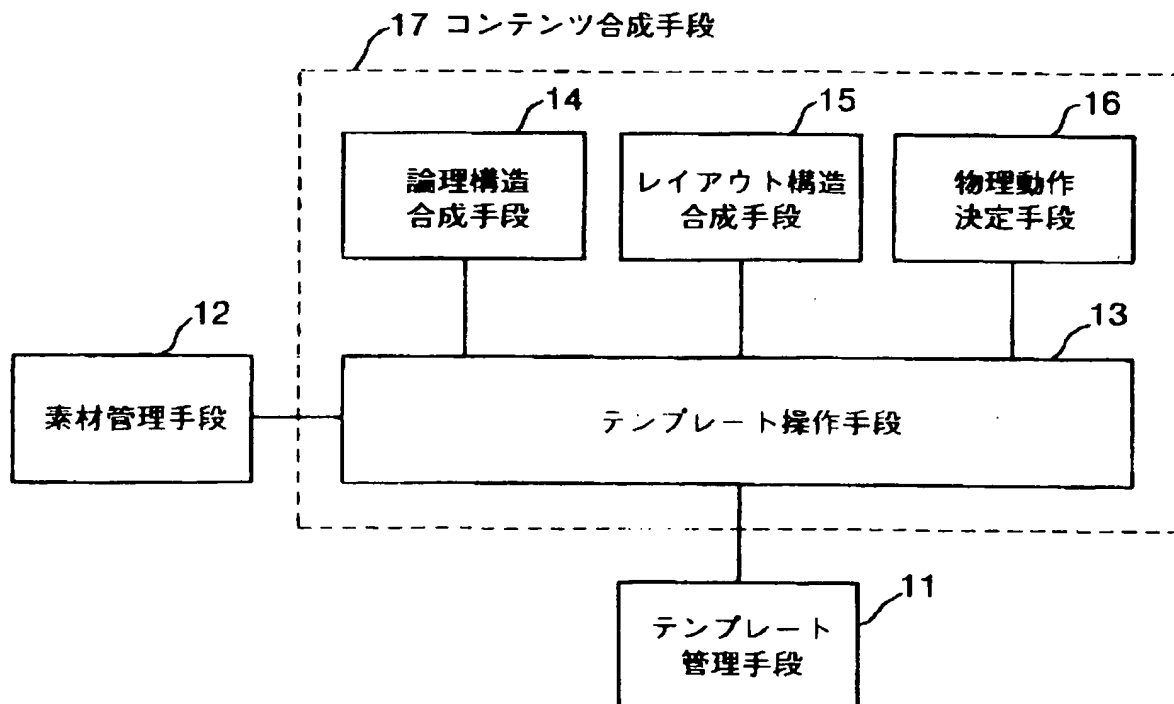 17 コンテンツ合成手段
14
15
16
論理構造
合成手段
レイアウト構造
合成手段
物理動作
決定手段
12
13
素材管理手段
テンプレート操作手段
11
テンプレート
管理手段